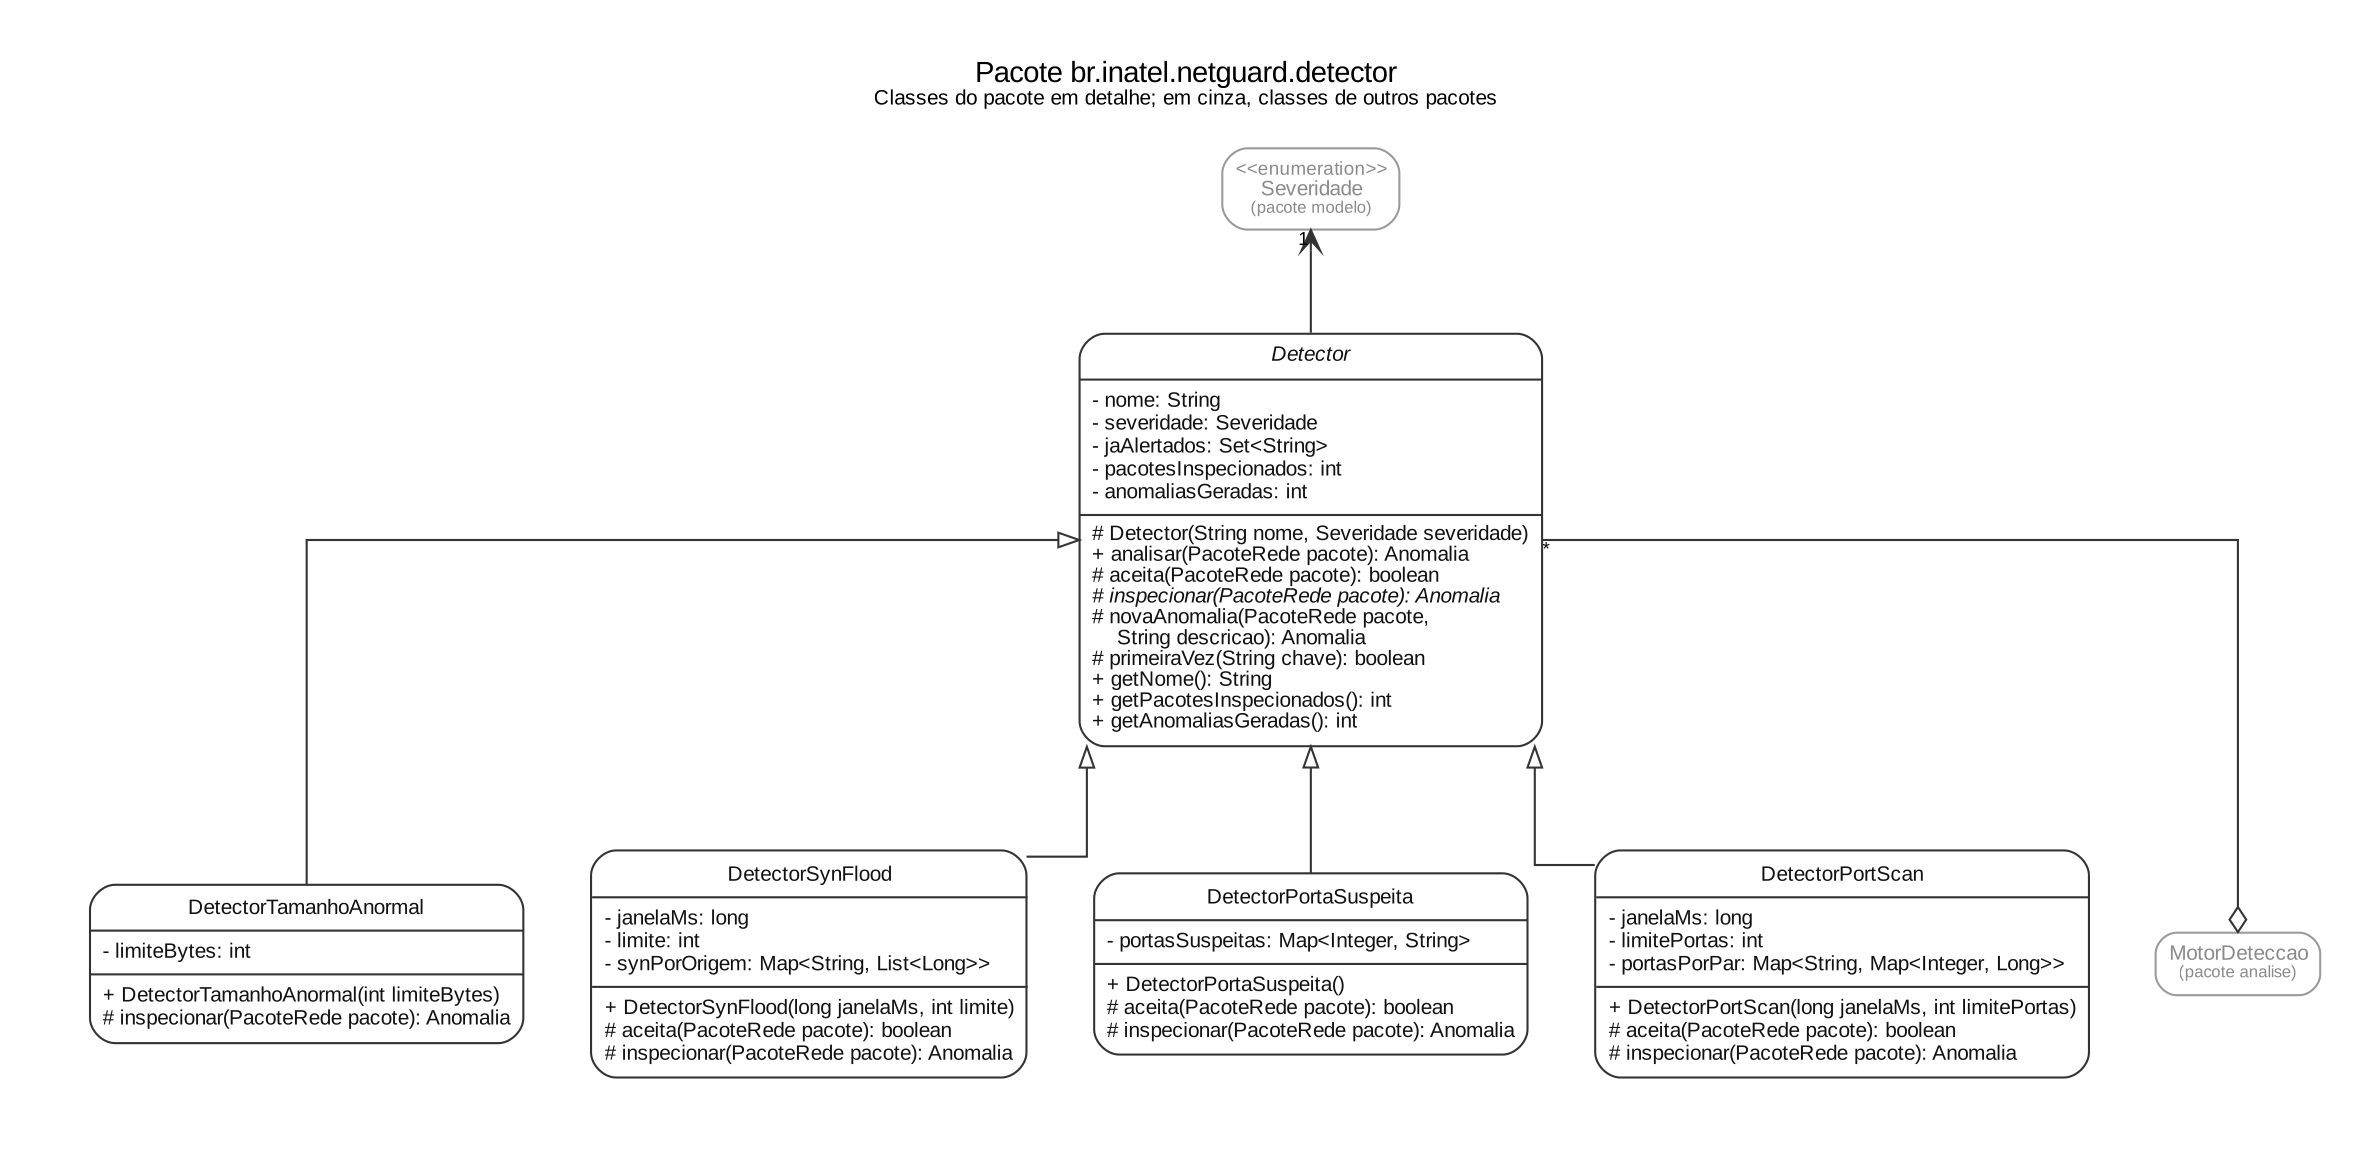 Pacote br.inatel.netguard.detector
Classes do pacote em detalhe; em cinza, classes de outros pacotes
<<enumeration>>
Severidade
(pacote modelo)
1
Detector
- nome: String
- severidade: Severidade
- jaAlertados: Set<String>
- pacotesInspecionados: int
- anomaliasGeradas: int
# Detector(String nome, Severidade severidade)
+ analisar(PacoteRede pacote): Anomalia
# aceita(PacoteRede pacote): boolean
# inspecionar(PacoteRede pacote): Anomalia
# novaAnomalia(PacoteRede pacote,
String descricao): Anomalia
# primeiraVez(String chave): boolean
+ getNome(): String
+ getPacotesInspecionados(): int
+ getAnomaliasGeradas(): int
*
DetectorTamanhoAnormal
- limiteBytes: int
+ DetectorTamanhoAnormal(int limiteBytes)
# inspecionar(PacoteRede pacote): Anomalia
DetectorSynFlood
- janelaMs: long
- limite: int
- synPorOrigem: Map<String, List<Long>>
+ DetectorSynFlood(long janelaMs, int limite)
# aceita(PacoteRede pacote): boolean
# inspecionar(PacoteRede pacote): Anomalia
DetectorPortaSuspeita
- portasSuspeitas: Map<Integer, String>
+ DetectorPortaSuspeita()
# aceita(PacoteRede pacote): boolean
# inspecionar(PacoteRede pacote): Anomalia
DetectorPortScan
- janelaMs: long
- limitePortas: int
- portasPorPar: Map<String, Map<Integer, Long>>
+ DetectorPortScan(long janelaMs, int limitePortas)
# aceita(PacoteRede pacote): boolean
# inspecionar(PacoteRede pacote): Anomalia
MotorDeteccao
(pacote analise)